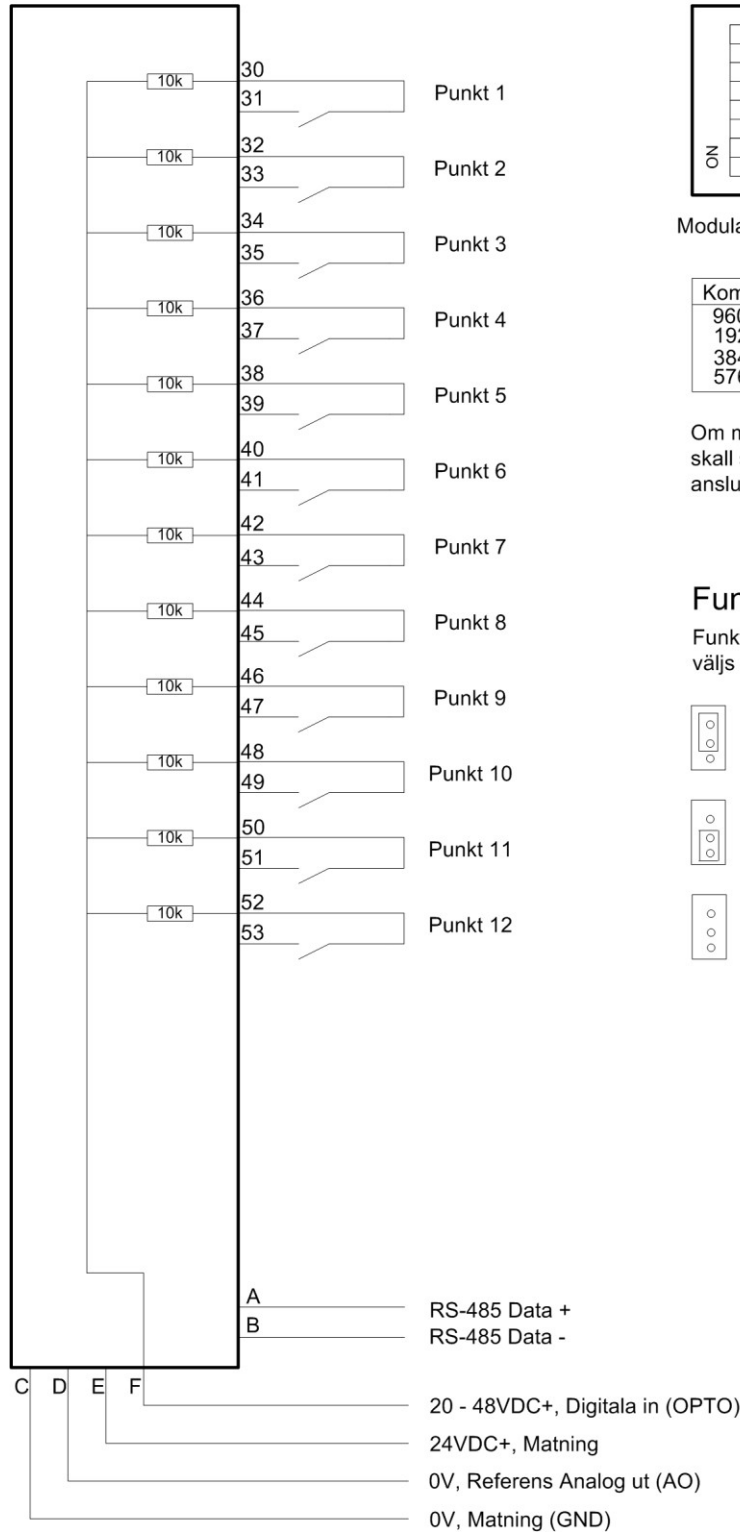 10k
30
31
Punkt 1
10k
32
33
Punkt 2
10k
34
35
Punkt 3
10k
36
37
Punkt 4
10k
38
39
Punkt 5
10k
40
41
Punkt 6
10k
42
43
Punkt 7
10k
44
45
Punkt 8
10k
46
47
Punkt 9
10k
48
49
Punkt 10
10k
50
51
Punkt 11
10k
52
53
Punkt 12
A
RS-485 Data +
B
RS-485 Data -
C D E F
20 - 48VDC+, Digitala in (OPTO)
24VDC+, Matning
0V, Referens Analog ut (AO)
0V, Matning (GND)
ON
Om
skall
väljs